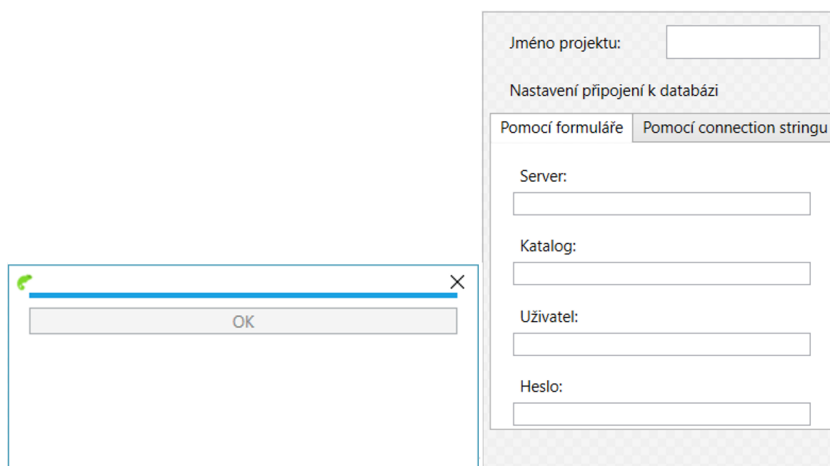 Jméno projektu:
Nastavení připojení k databázi
Pomocí formuláře
Pomocí connection stringu
Server:
Katalog:
Uživatel:
Heslo:
OK